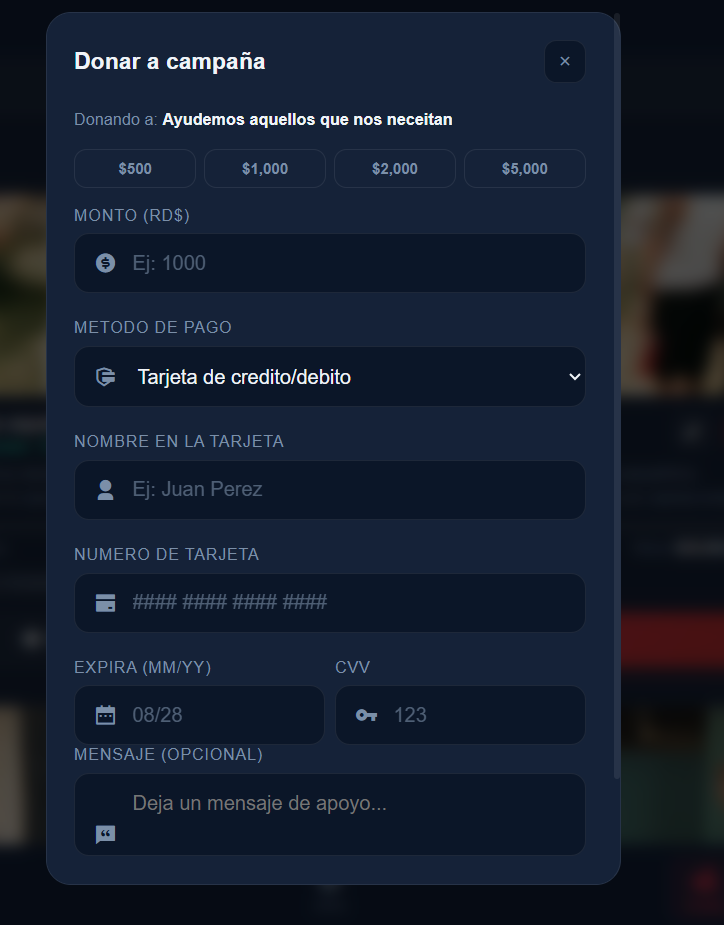 Donar a campaña
×
Donando a: Ayudemos aquellos que nos neceitan
$500 $1,000 $2,000 $5,000
MONTO (RD$)
Ej: 1000
METODO DE PAGO
Tarjeta de credito/debito
NOMBRE EN LA TARJETA
Ej: Juan Perez
NUMERO DE TARJETA
#### #### #### ####
EXPIRA (MM/YY) CVV
08/28 123
MENSAJE (OPCIONAL)
Deja un mensaje de apoyo...